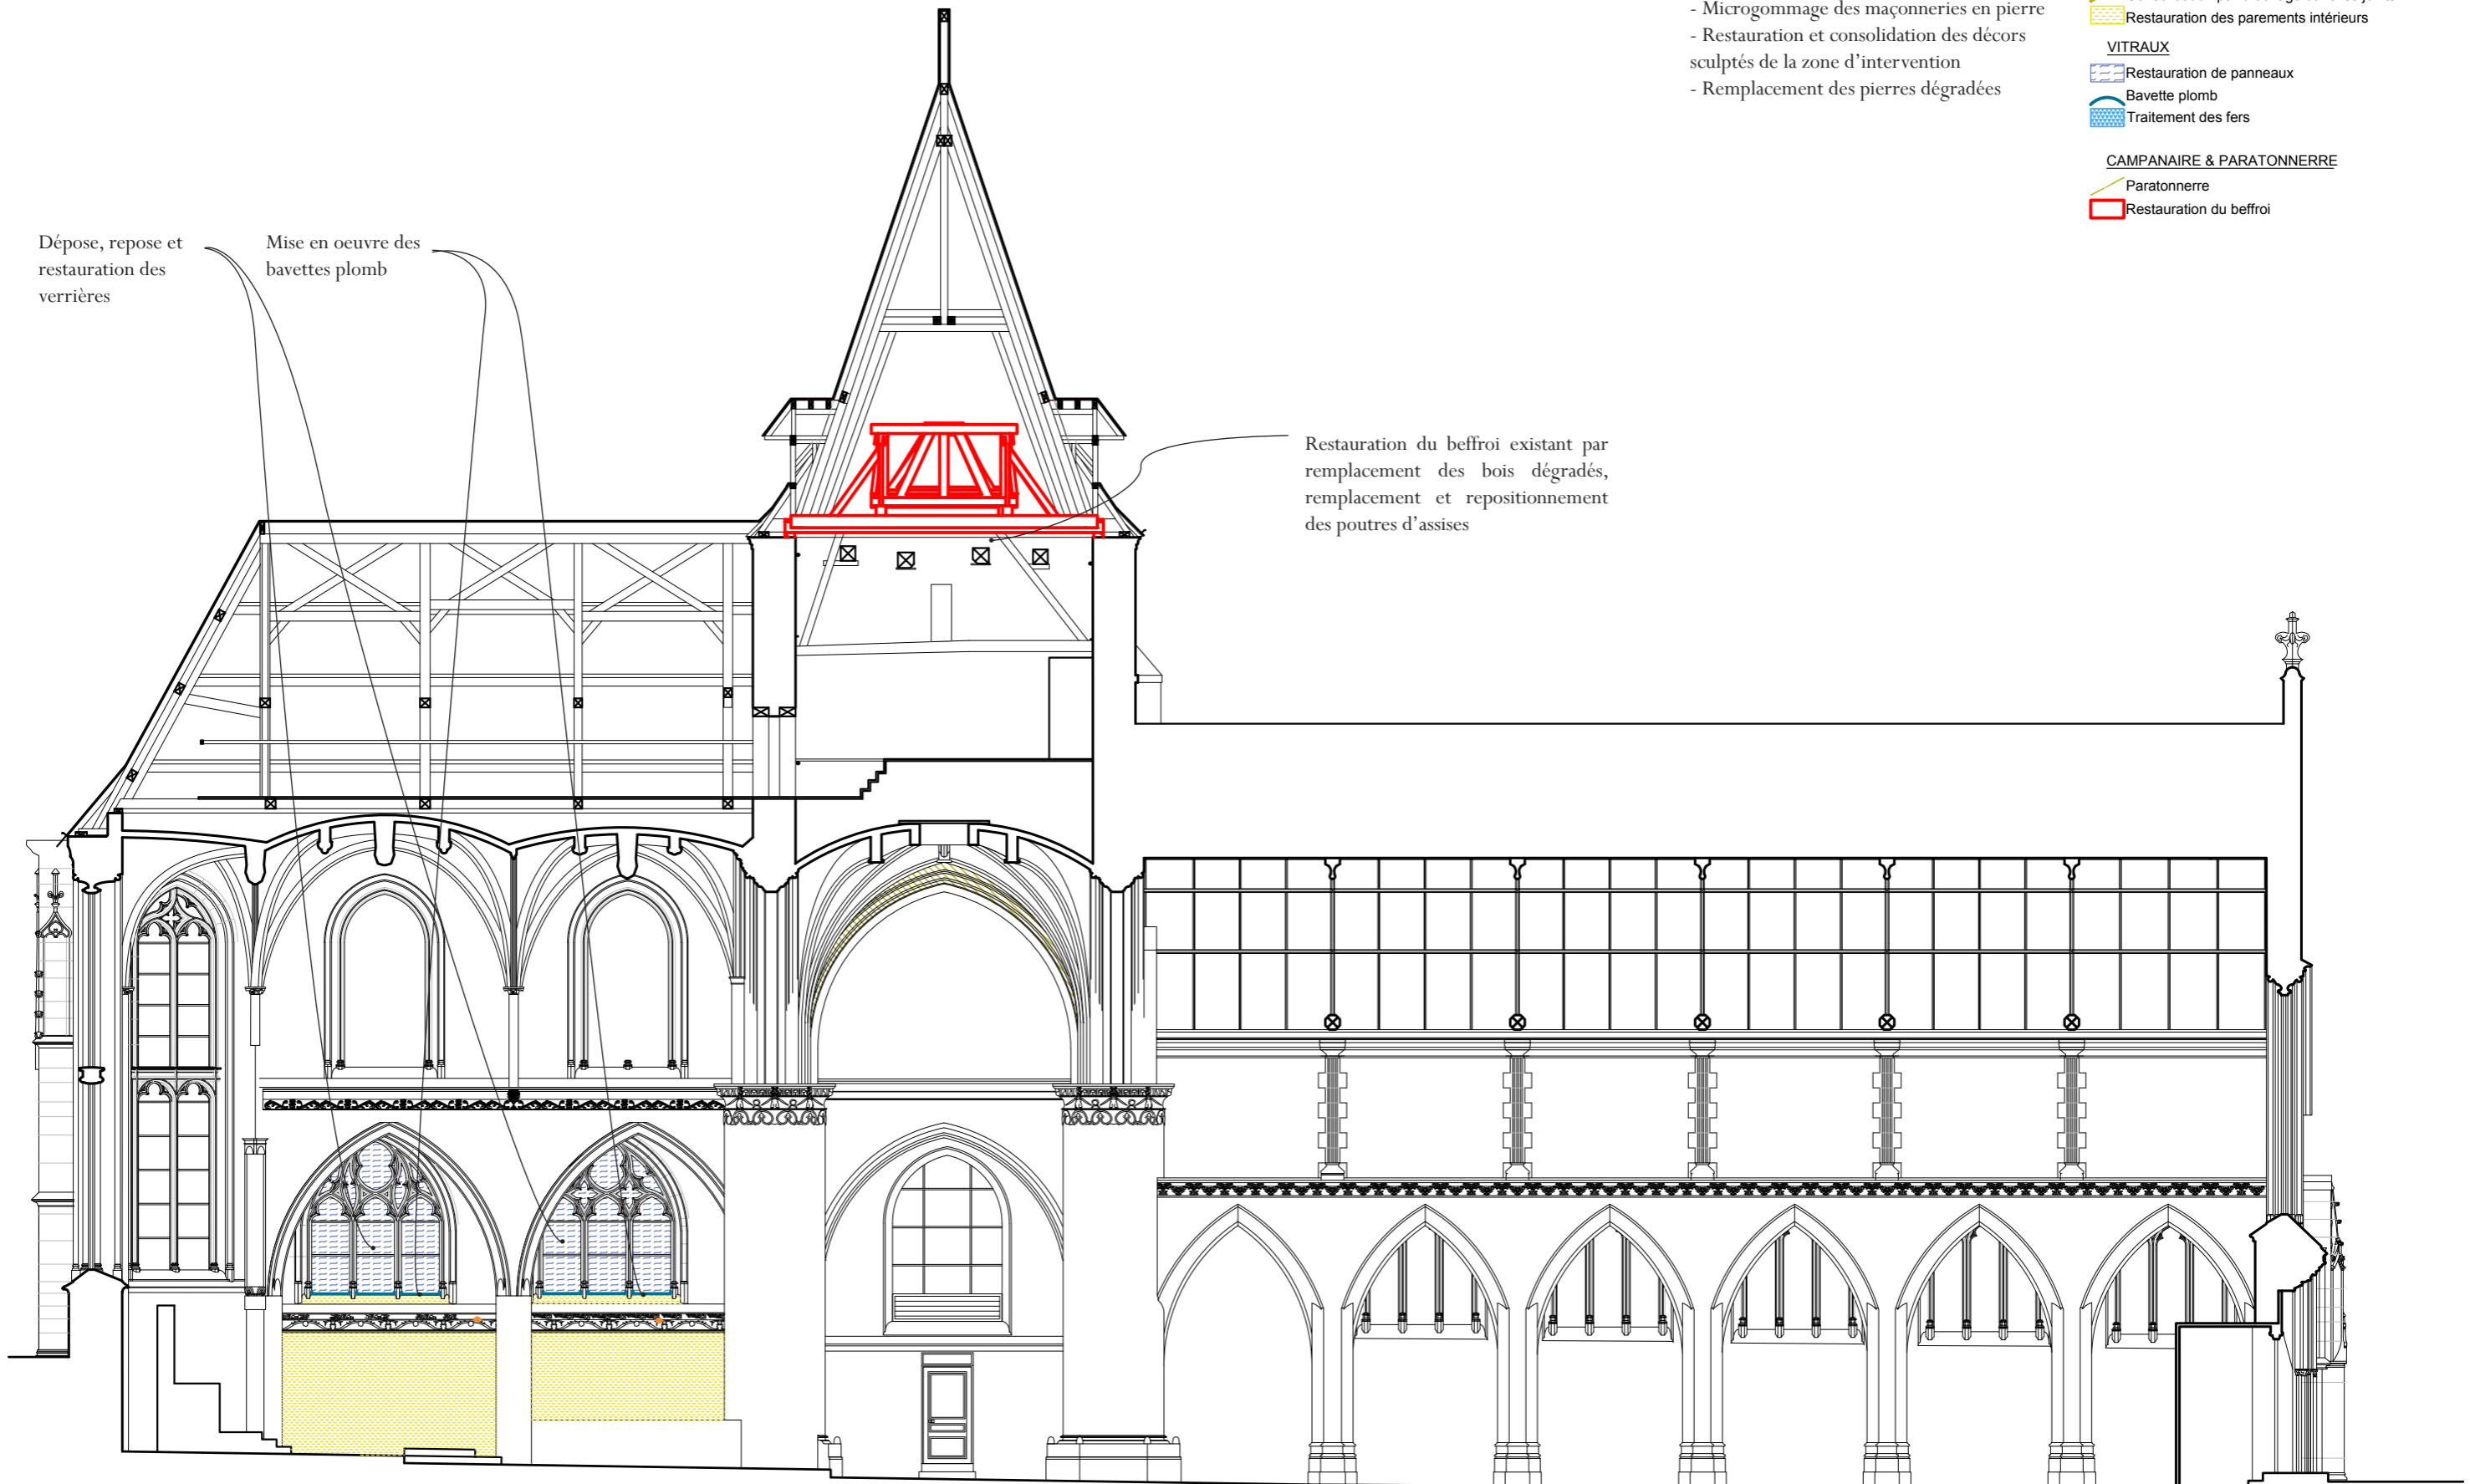 - Microgommage des maçonneries en pierre
- Restauration et consolidation des décors
sculptés de la zone d'intervention
- Remplacement des pierres dégradées
Restauration des parements intérieurs
VITRAUX
Restauration de panneaux
Bavette plomb
Traitement des fers
CAMPANAIRE & PARATONNERRE
Paratonnerre
Restauration du beffroi
Dépose, repose et
restauration des
verrières
Mise en oeuvre des
bavettes plomb
Restauration du beffroi existant par
remplacement des bois dégradés,
remplacement et repositionnement
des poutres d'assises